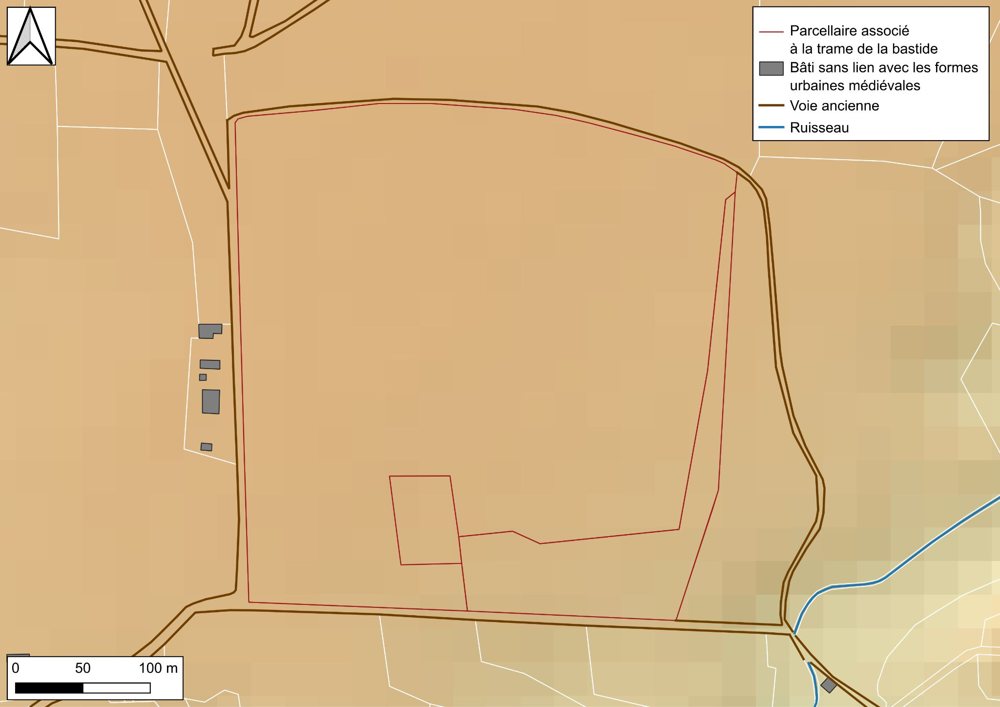 Parcellaire associé
à la trame de la bastide
Bâti sans lien avec les formes
urbaines médiévales
Voie ancienne
Ruisseau
0 50 100 m